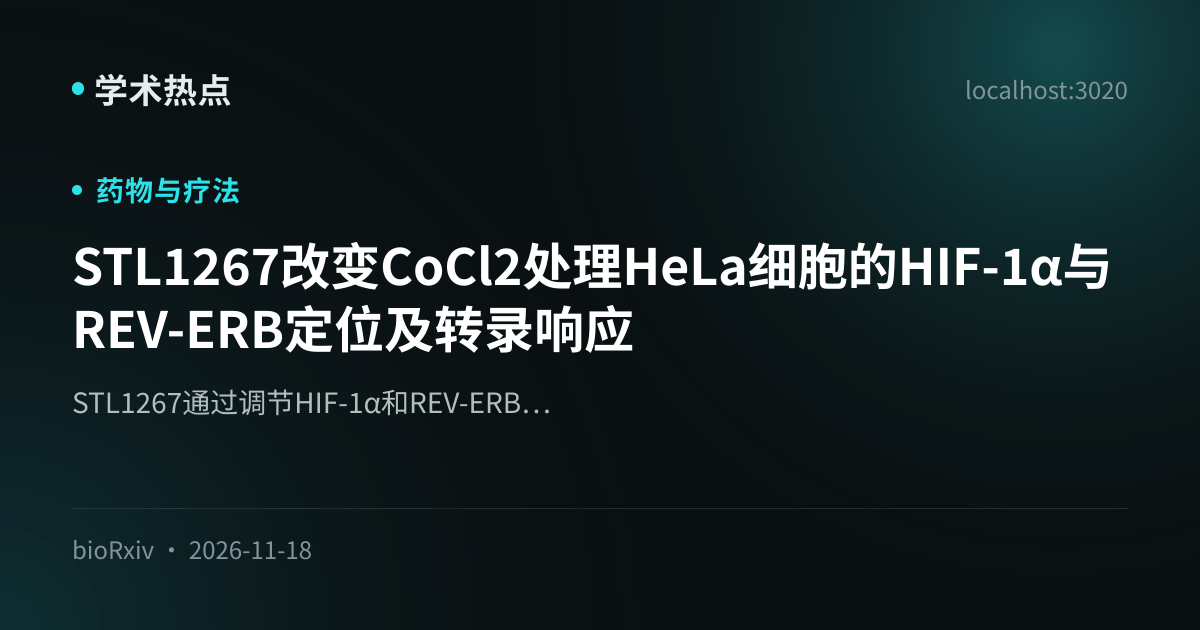 学术热点
localhost:3020
药物与疗法
STL1267改变CoCl2处理HeLa细胞的HIF-1α与
REV-ERB定位及转录响应
STL1267通过调节HIF-1α和REV-ERB…
bioRxiv · 2026-11-18